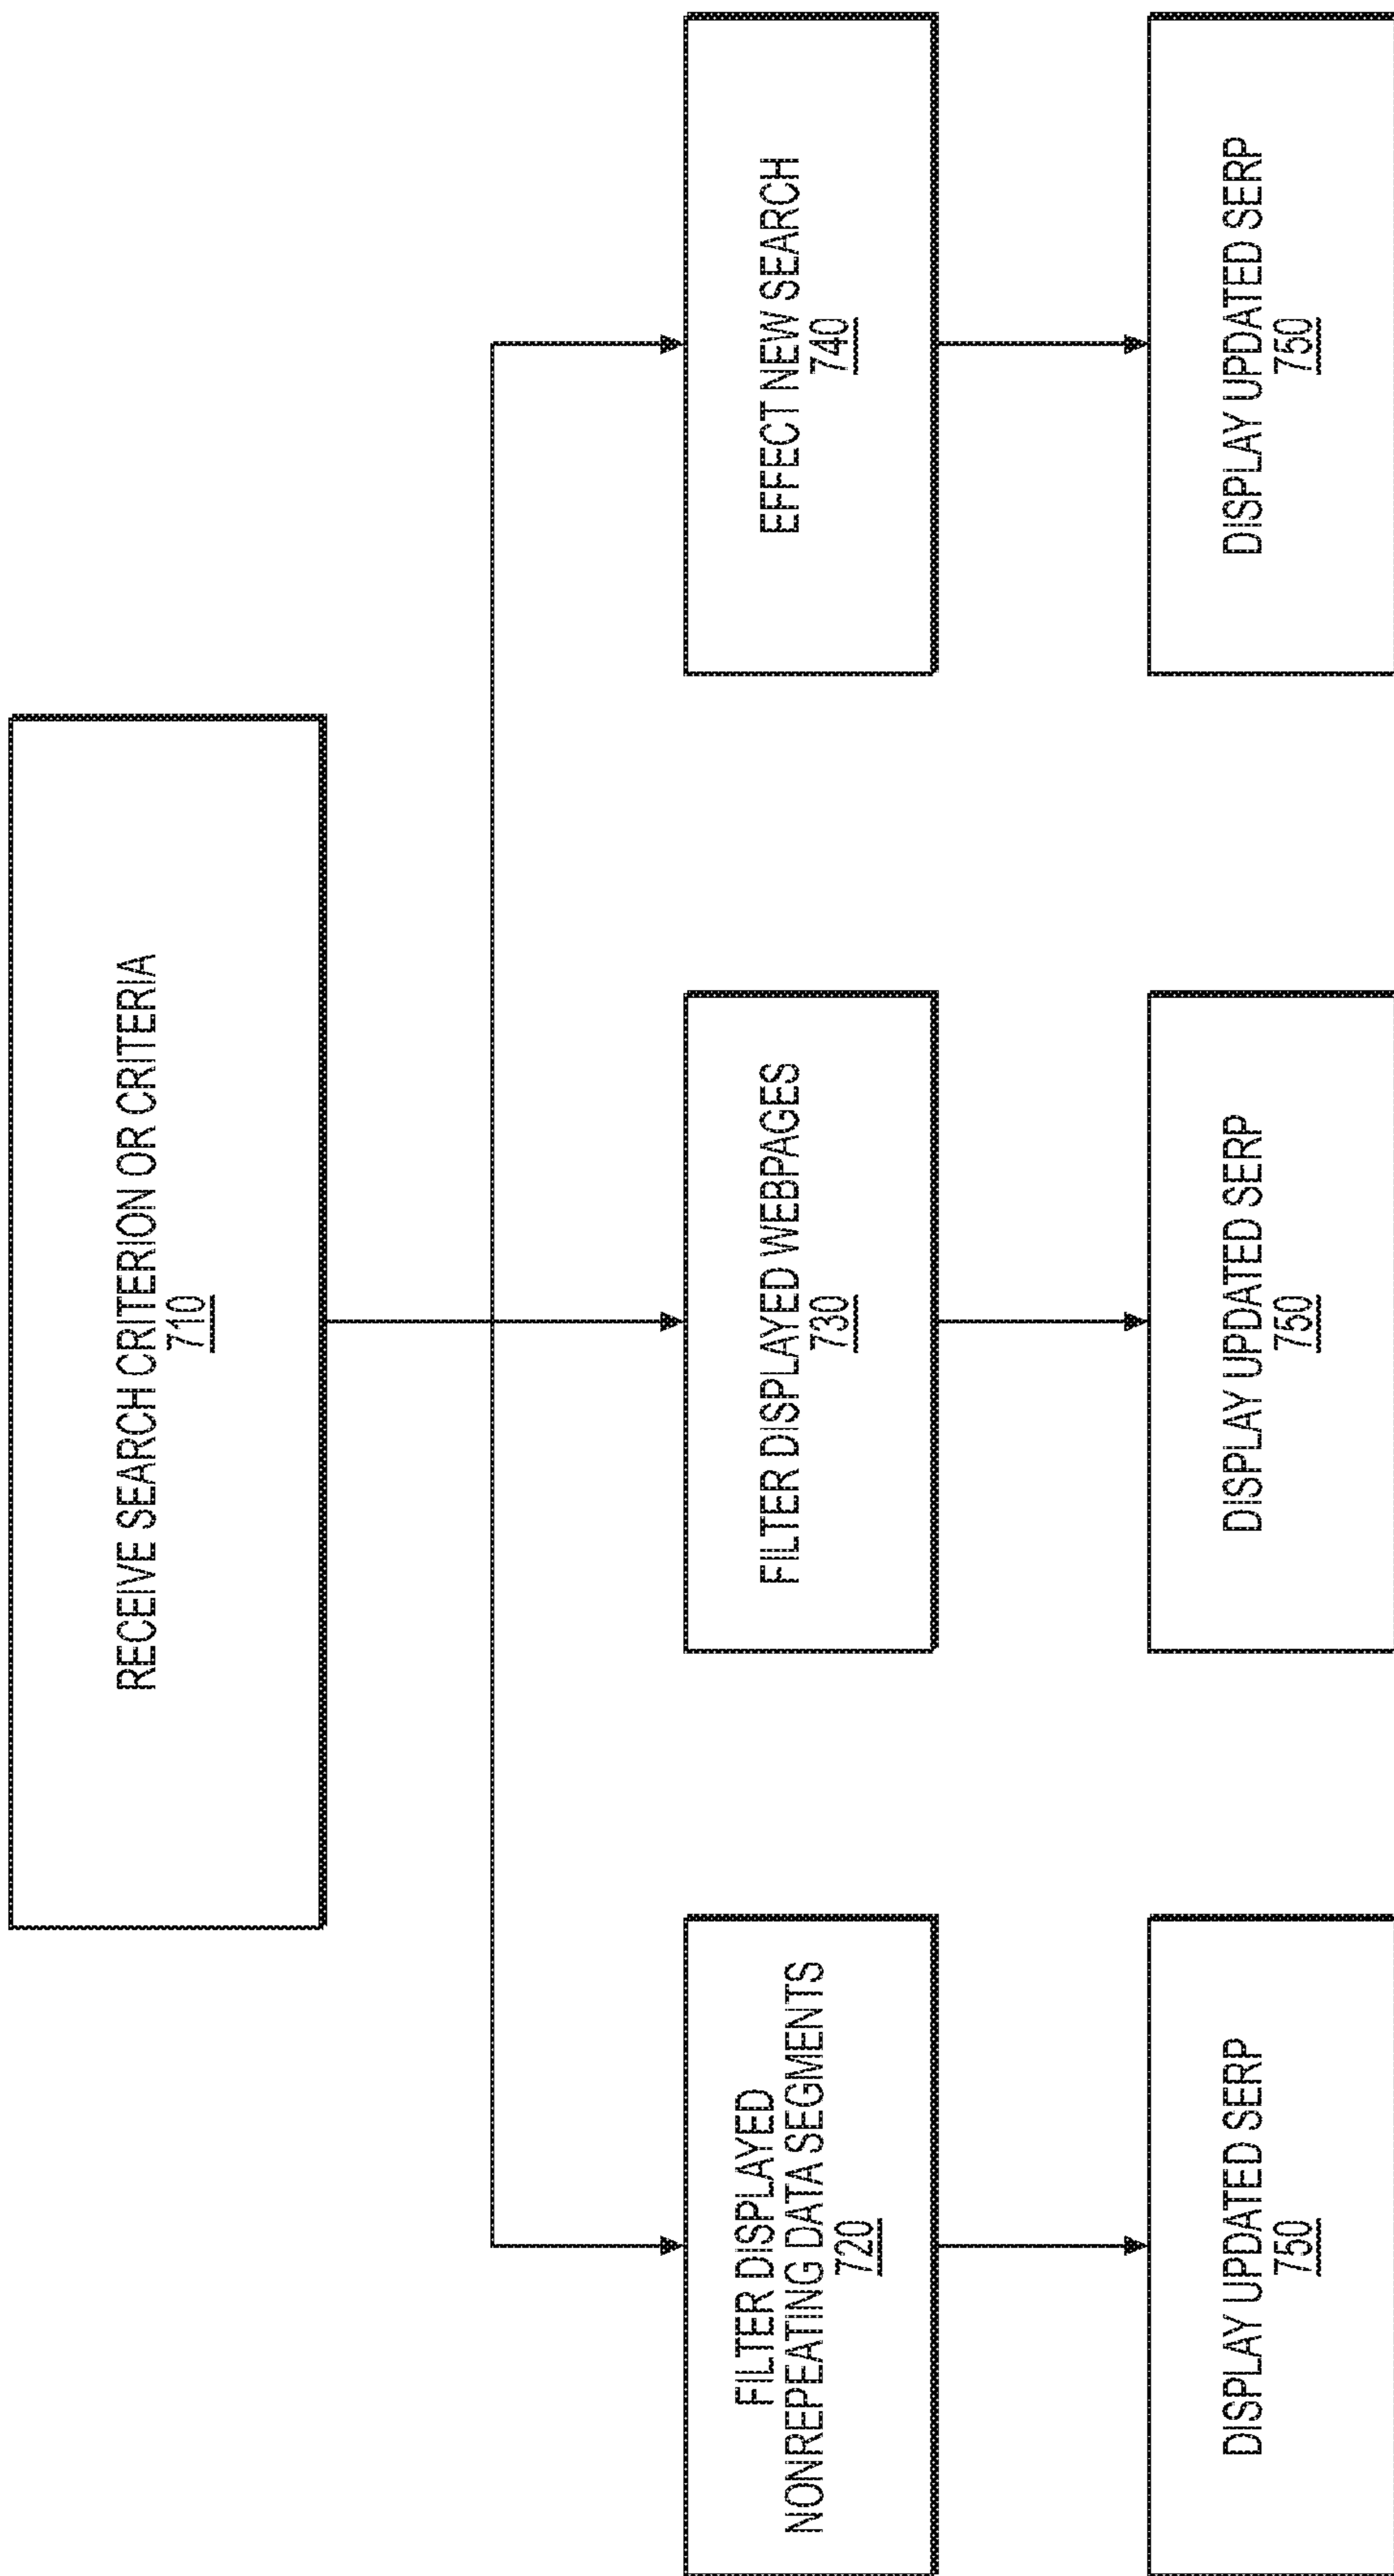 RECEIVE SEARCH CRITERION OR CRITERIA
710
FILTER DISPLAYED
NONREPEATING DATA SEGMENTS
720
FILTER DISPLAYED WEBPAGES
730
EFFECT NEW SEARCH
740
DISPLAY UPDATED SERP
750
DISPLAY UPDATED SERP
750
DISPLAY UPDATED SERP
750